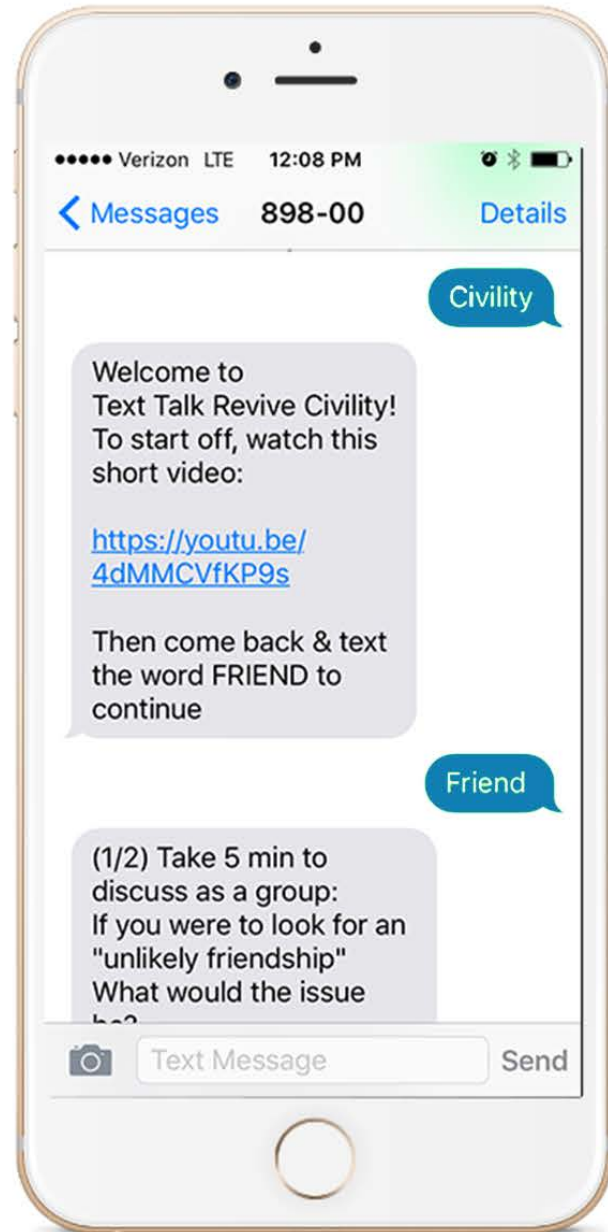 Verizon LTE 12:08 PM
Messages 898-00 Details
Civility
Welcome to
Text Talk Revive Civility!
To start off, watch this
short video:
https://youtu.be/
4dMMCVfKP9s
Then come back & text
the word FRIEND to
continue
Friend
(1/2) Take 5 min to
discuss as a group:
If you were to look for an
"unlikely friendship"
What would the issue
Text Message Send